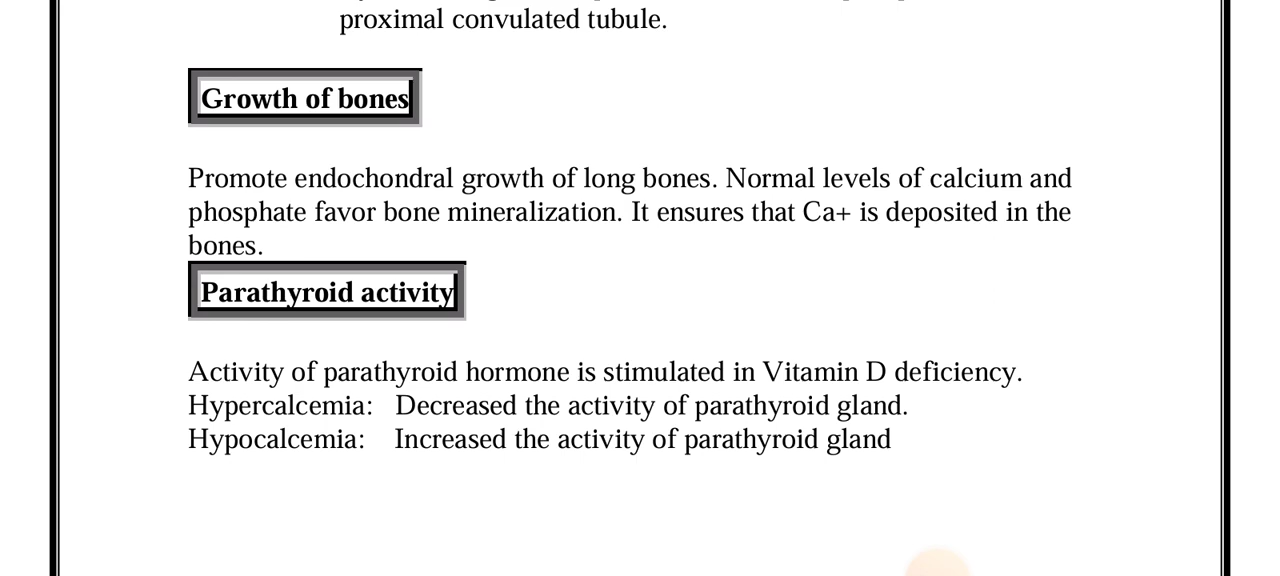 proximal convulated tubule.
Growth of bones
Promote endochondral growth of long bones. Normal levels of calcium and
phosphate favor bone mineralization. It ensures that Ca+ is deposited in the
bones.
Parathyroid activity
Activity of parathyroid hormone is stimulated in Vitamin D deficiency.
Hypercalcemia: Decreased the activity of parathyroid gland.
Hypocalcemia: Increased the activity of parathyroid gland